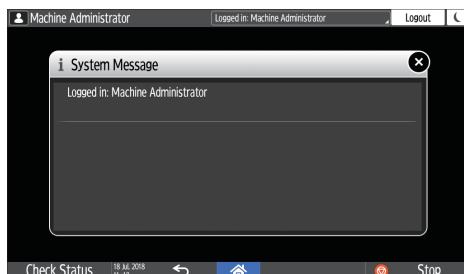 Machine Administrator
Logged in: Machine Administrator
Logout
i System Message
Logged in: Machine Administrator
Check Status
18 Jul. 2018
Stop